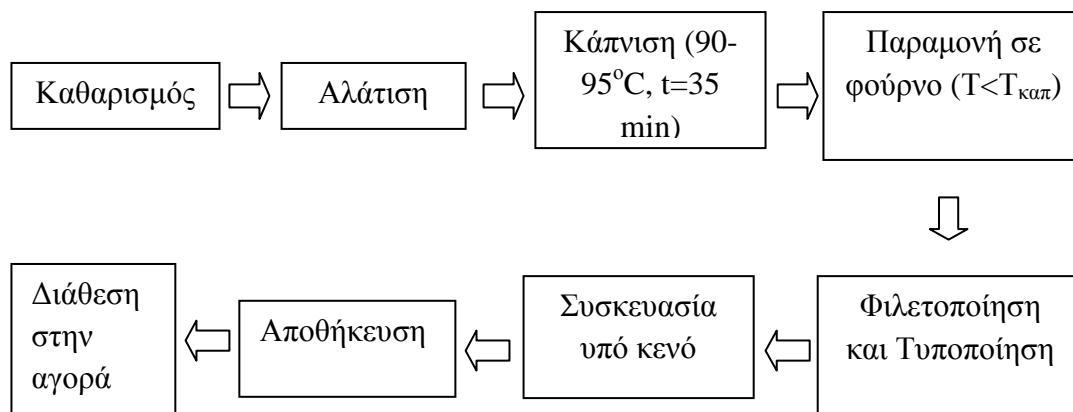 Καθαρισμός
Αλάτιση
Κάπνιση (90-
95°C, t=35
min)
Παραμονή σε
φούρνο (Τ<Τκαπ)
Φιλετοποίηση
και Τυποποίηση
Συσκευασία
υπό κενό
Αποθήκευση
Διάθεση
στην
αγορά